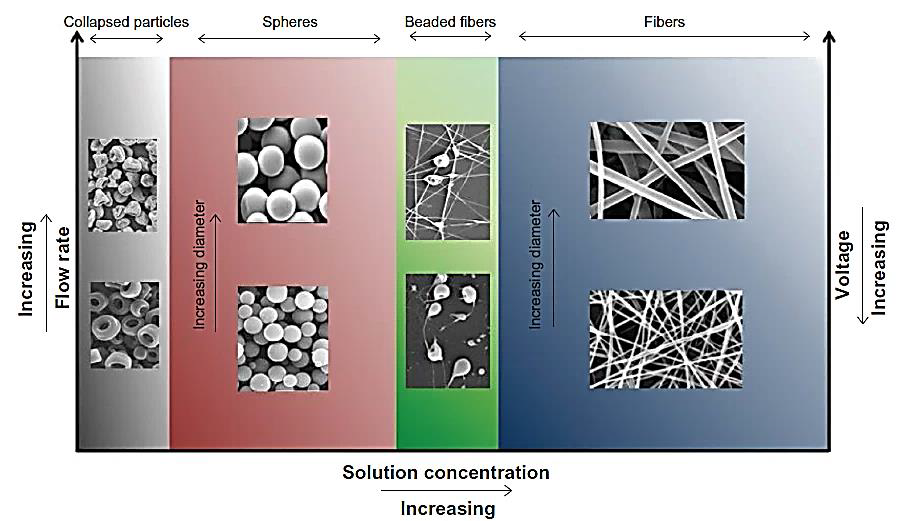 Collapsed particles
Spheres
Beaded fibers
Fibers
Increasing
Flow rate
Increasing diameter
Increasing diameter
Voltage
Increasing
Solution concentration
Increasing